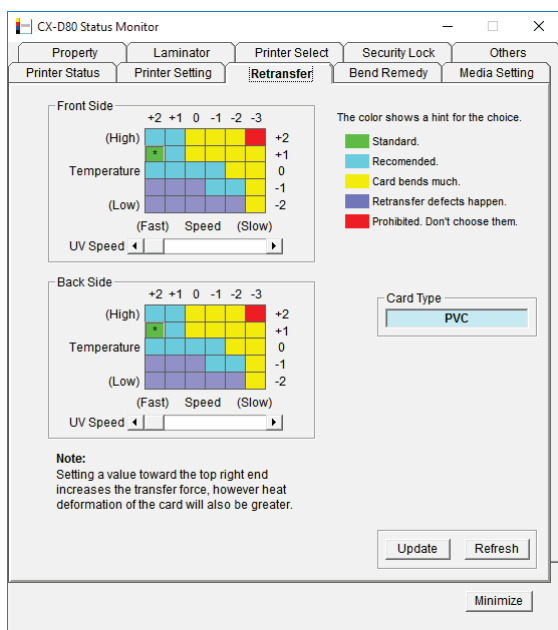 CX-D80 Status Monitor
Property Laminator Printer Select Security Lock Others
Printer Status Printer Setting Retransfer Bend Remedy Media Setting
Front Side
+2 +1 0 -1 -2 -3
(High) +2
* +1
Temperature 0
-1
(Low) -2
(Fast) Speed (Slow)
UV Speed
The color shows a hint for the choice.
Standard.
Recomended.
Card bends much.
Retransfer defects happen.
Prohibited. Don't choose them.
Back Side
+2 +1 0 -1 -2 -3
(High) +2
* +1
Temperature 0
-1
(Low) -2
(Fast) Speed (Slow)
UV Speed
Card Type
PVC
Note:
Setting a value toward the top right end
increases the transfer force, however heat
deformation of the card will also be greater.
Update Refresh
Minimize